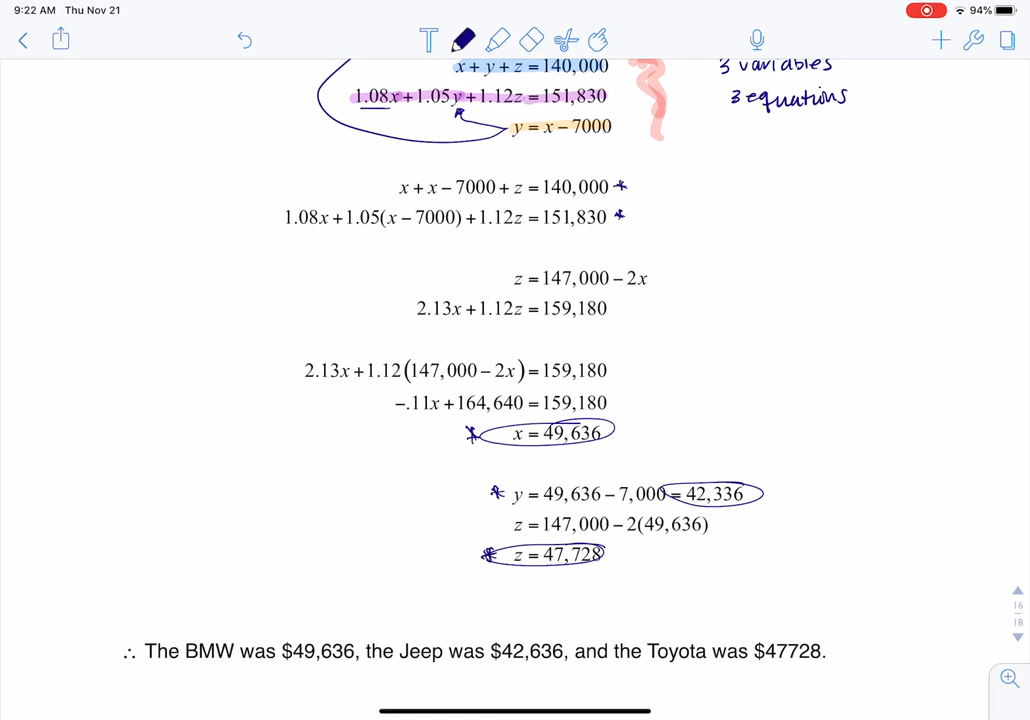 9:22 AM Thu Nov 21 94%
x + y + z = 140,000 3 variables
1.08x + 1.05y + 1.12z = 151,830 3 equations
y = x − 7000
x + x − 7000 + z = 140,000 *
1.08x + 1.05(x − 7000) + 1.12z = 151,830 *
z = 147,000 − 2x
2.13x + 1.12z = 159,180
2.13x + 1.12(147,000 − 2x) = 159,180
−.11x + 164,640 = 159,180
* x = 49,636
* y = 49,636 − 7,000 = 42,336
z = 147,000 − 2(49,636)
* z = 47,728
∴ The BMW was $49,636, the Jeep was $42,636, and the Toyota was $47728.
16
18